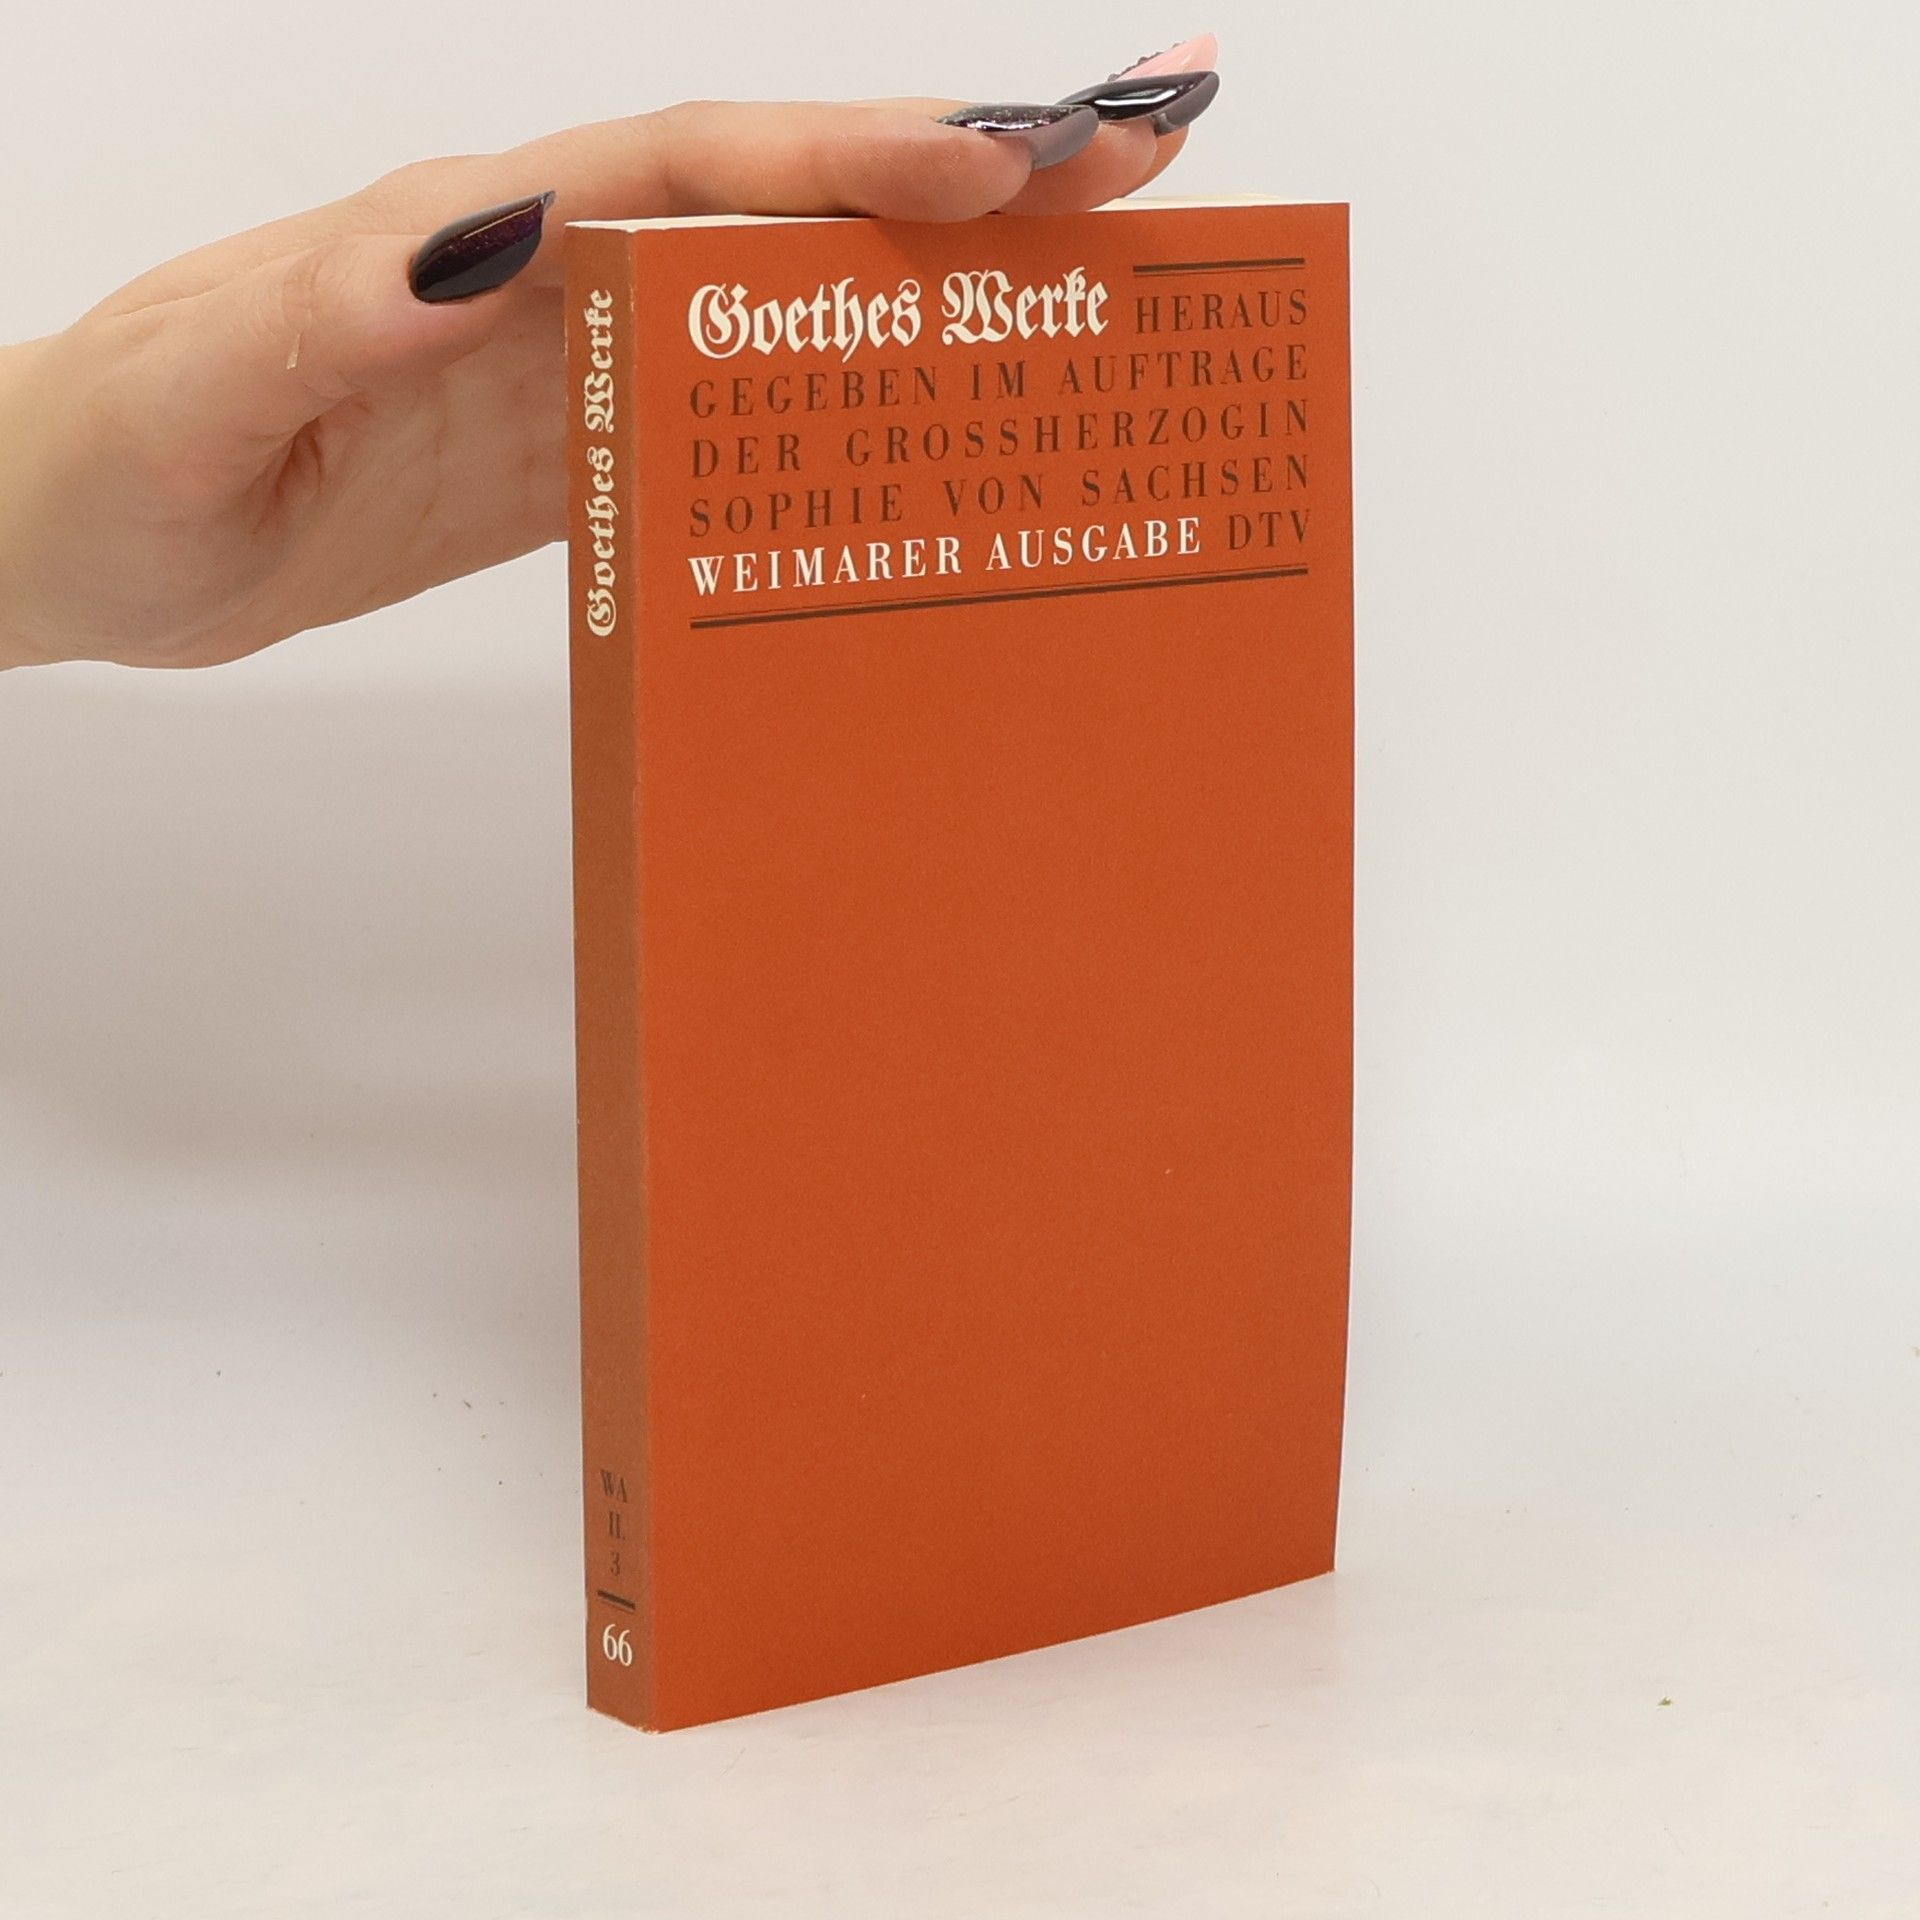 Goethes Werke HERAUS
GEGEBEN IM AUFTRAGE
DER GROSSHERZOGIN
SOPHIE VON SACHSEN
WEIMARER AUSGABE DTV
Goethes Werke
WA
II.
3
66